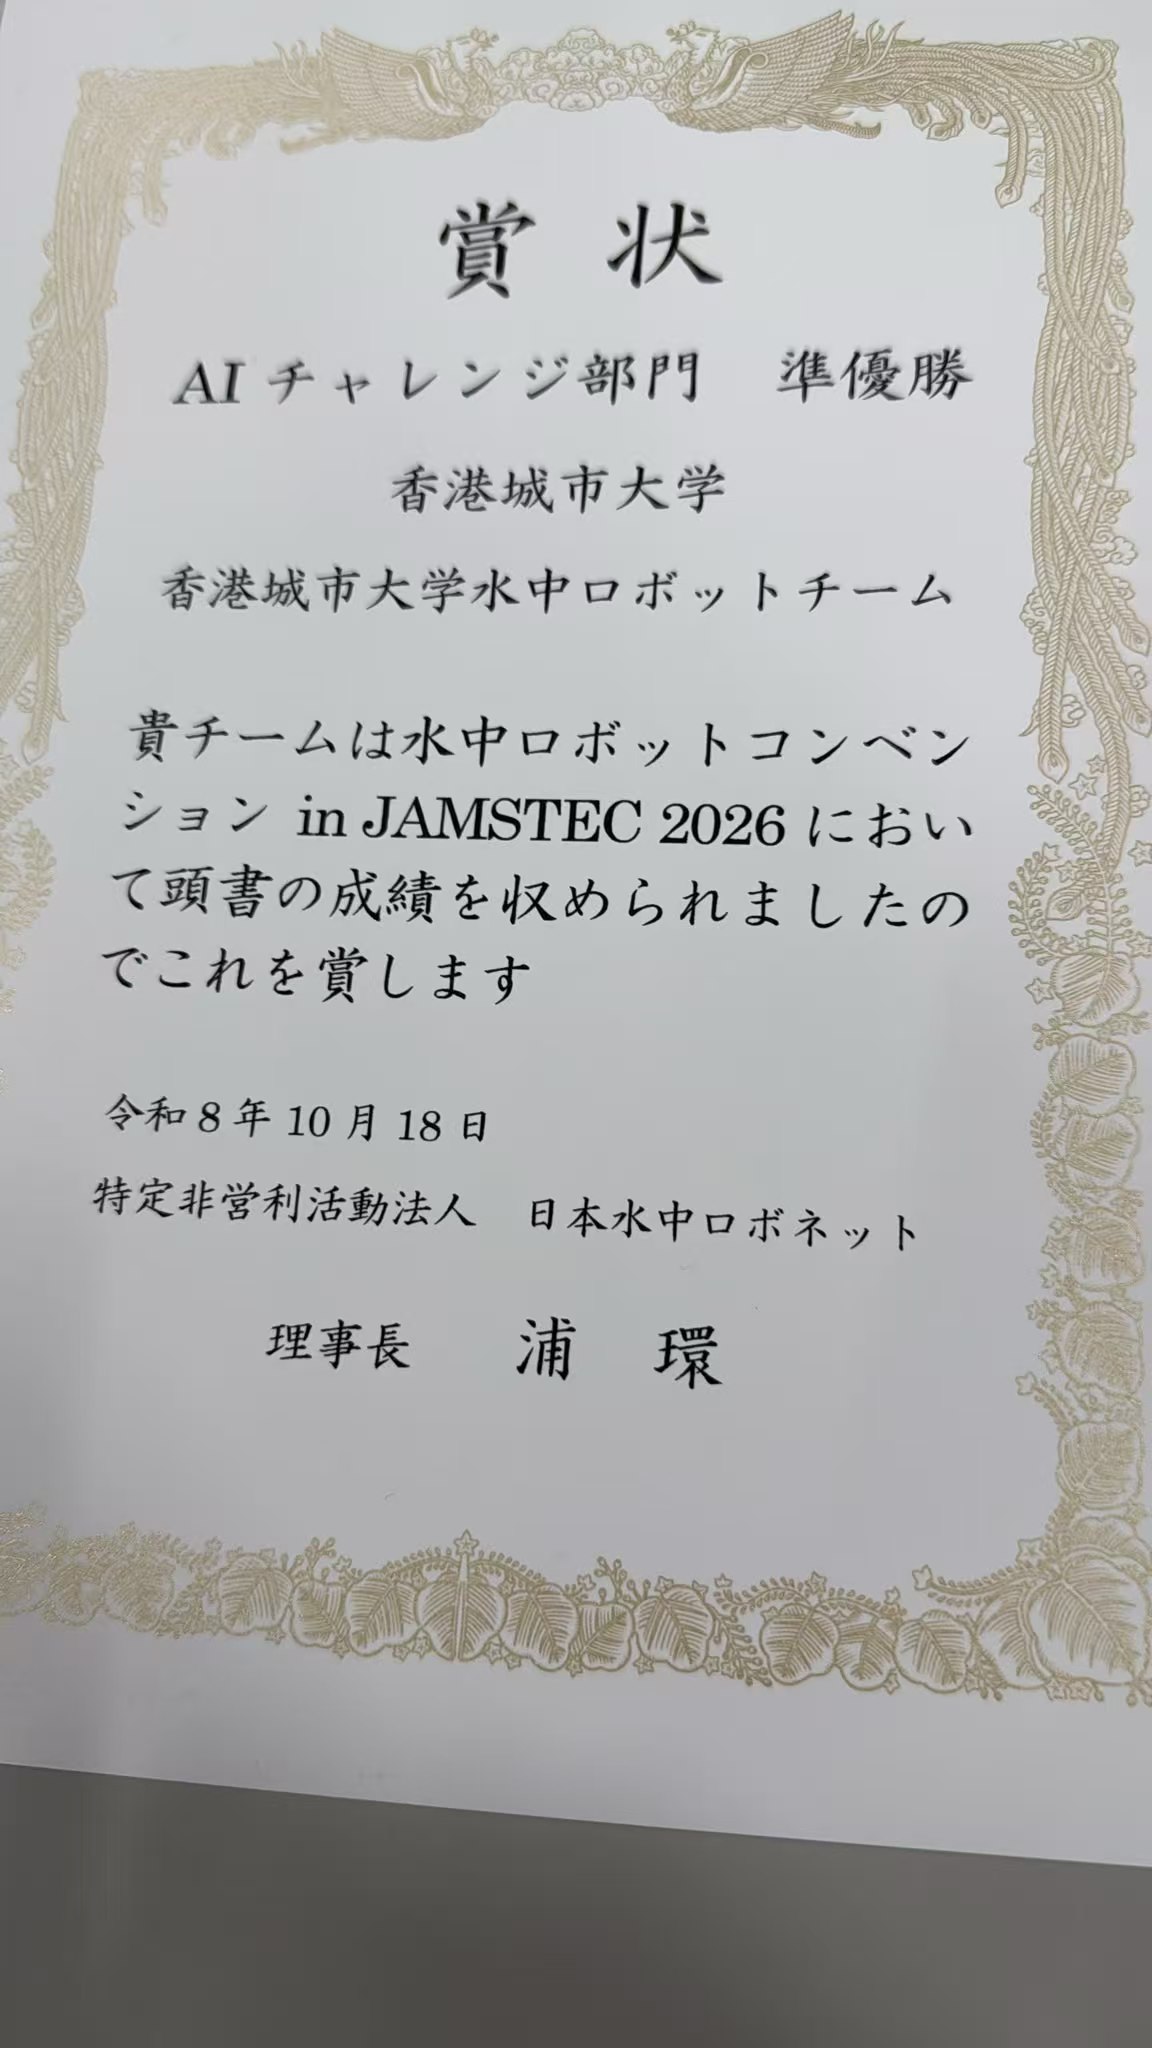 賞状
AI チャレンジ部門　準優勝
香港城市大学
香港城市大学水中ロボットチーム
貴チームは水中ロボットコンベン
ション in JAMSTEC 2026 におい
て頭書の成績を収められましたの
でこれを賞します
令和 8 年 10 月 18 日
特定非営利活動法人　日本水中ロボネット
理事長　浦　環